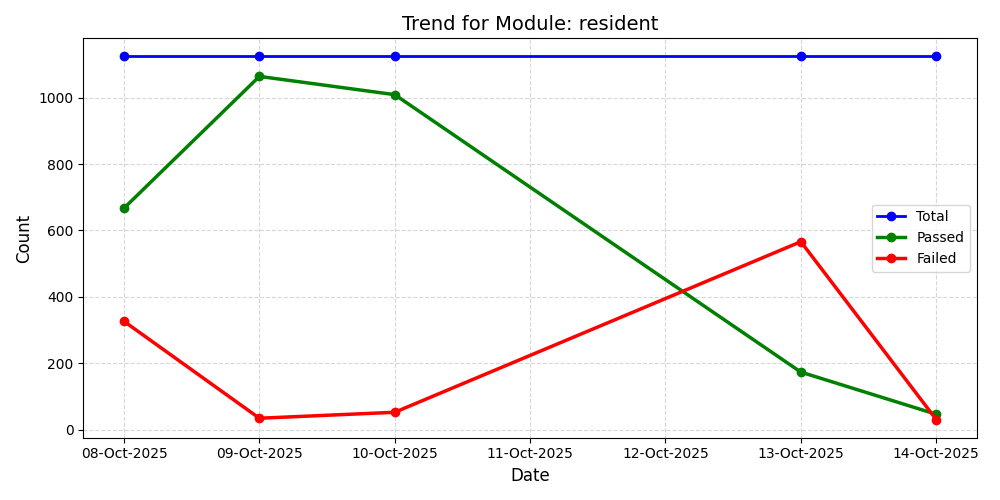 Trend for Module: resident
Count
1000
800
600
400
200
0
Total
Passed
Failed
08-Oct-2025 09-Oct-2025 10-Oct-2025 11-Oct-2025 12-Oct-2025 13-Oct-2025 14-Oct-2025
Date